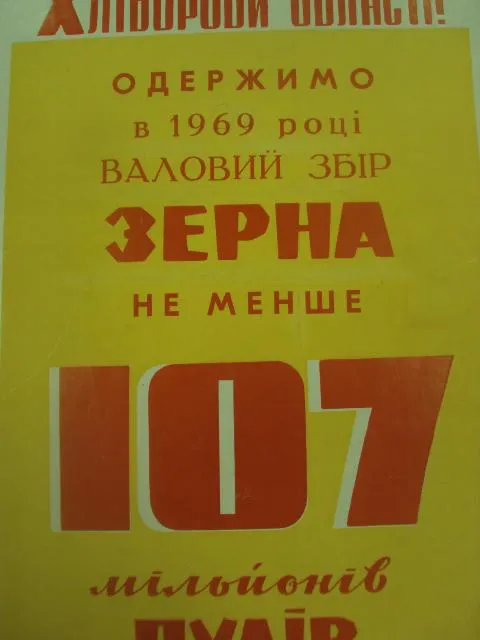 ХЛІБОРОБИ ОБЛАСТІ!
ОДЕРЖИМО
в 1969 році
ВАЛОВИЙ ЗБІР
ЗЕРНА
НЕ МЕНШЕ
107
мільйонів
ПУДІВ